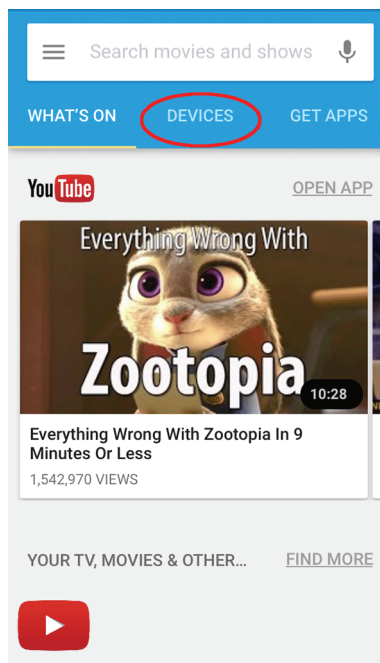 Search movies and shows
WHAT'S ON DEVICES GET APPS
YouTube OPEN APP
Everything Wrong With
Zootopia
10:28
Everything Wrong With Zootopia In 9
Minutes Or Less
1,542,970 VIEWS
YOUR TV, MOVIES & OTHER... FIND MORE